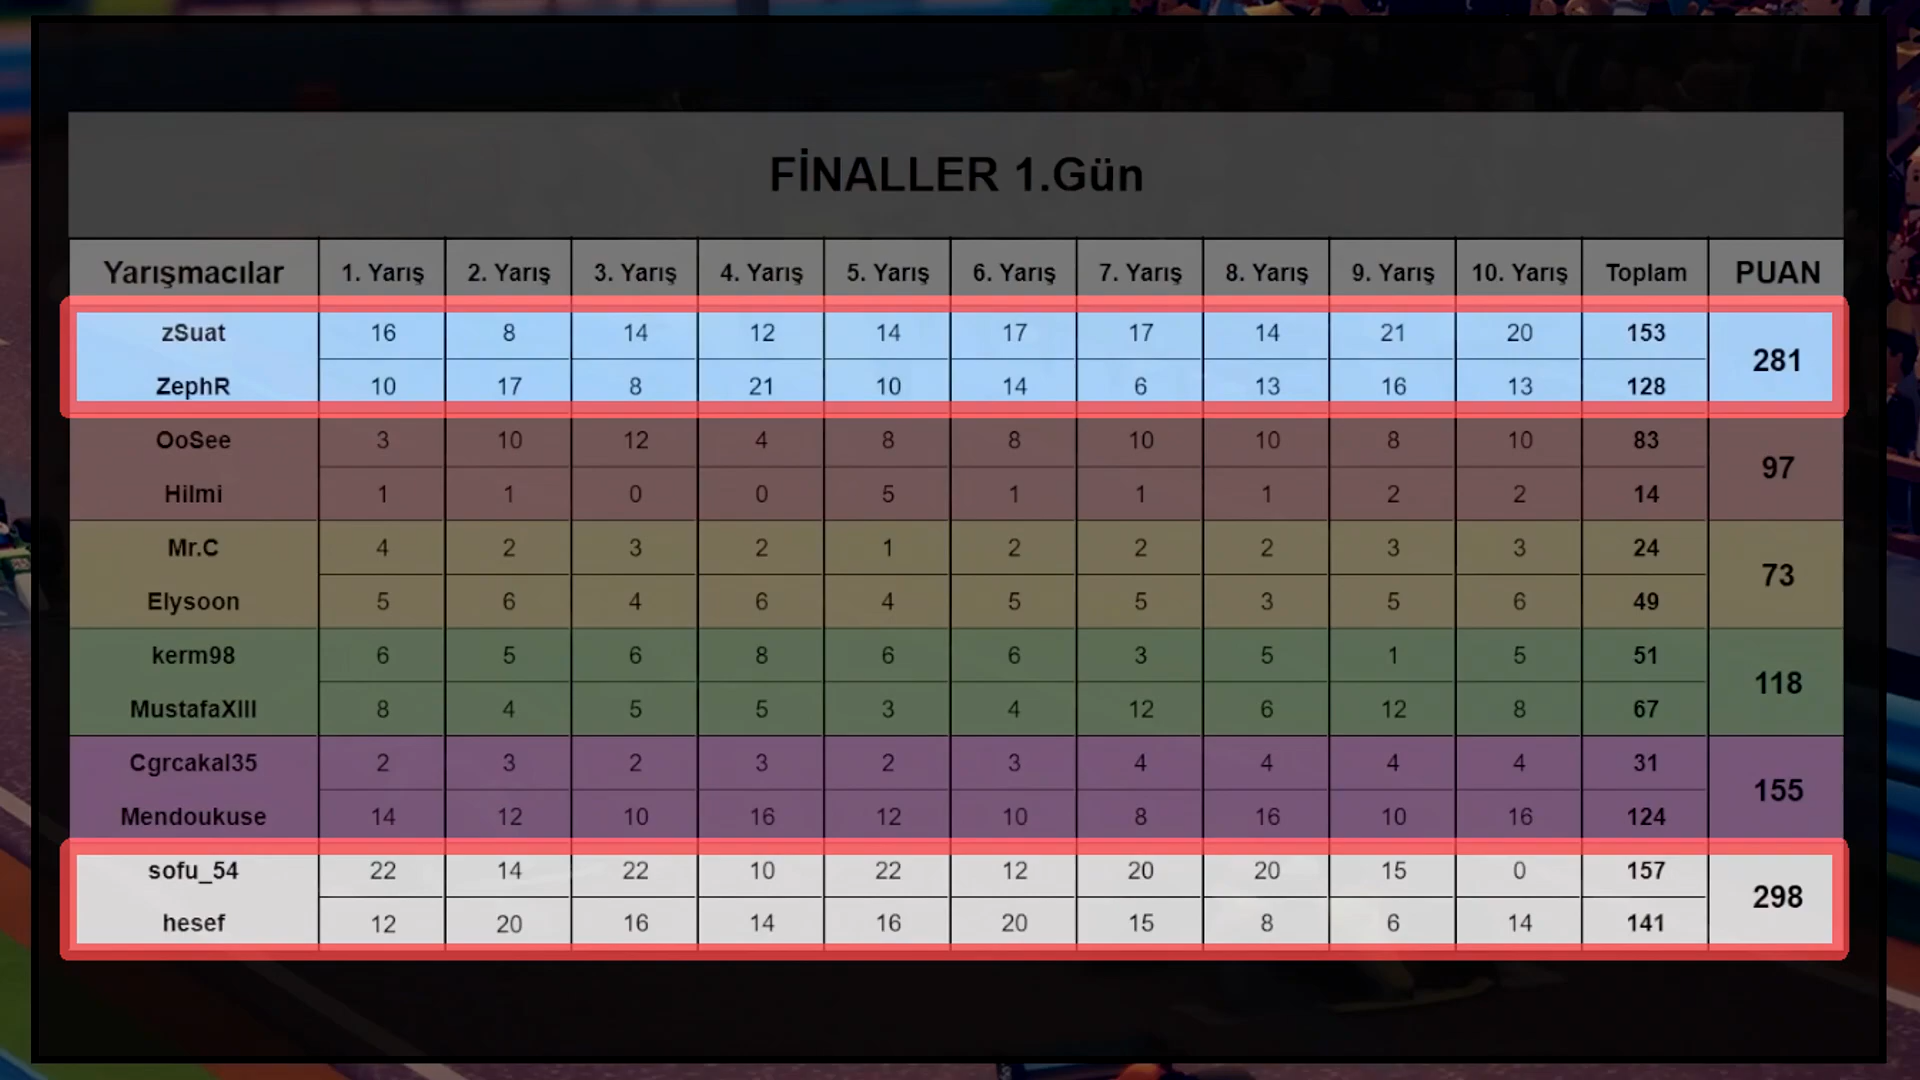 FİNALLER 1.Gün
Yarışmacılar 1. Yarış 2. Yarış 3. Yarış 4. Yarış 5. Yarış 6. Yarış 7. Yarış 8. Yarış 9. Yarış 10. Yarış Toplam PUAN
zSuat 16 8 14 12 14 17 17 14 21 20 153
281
ZephR 10 17 8 21 10 14 6 13 16 13 128
OoSee 3 10 12 4 8 8 10 10 8 10 83
97
Hilmi 1 1 0 0 5 1 1 1 2 2 14
Mr.C 4 2 3 2 1 2 2 2 3 3 24
73
Elysoon 5 6 4 6 4 5 5 3 5 6 49
kerm98 6 5 6 8 6 6 3 5 1 5 51
118
MustafaXIII 8 4 5 5 3 4 12 6 12 8 67
Cgrcakal35 2 3 2 3 2 3 4 4 4 4 31
155
Mendoukuse 14 12 10 16 12 10 8 16 10 16 124
sofu_54 22 14 22 10 22 12 20 20 15 0 157
298
hesef 12 20 16 14 16 20 15 8 6 14 141